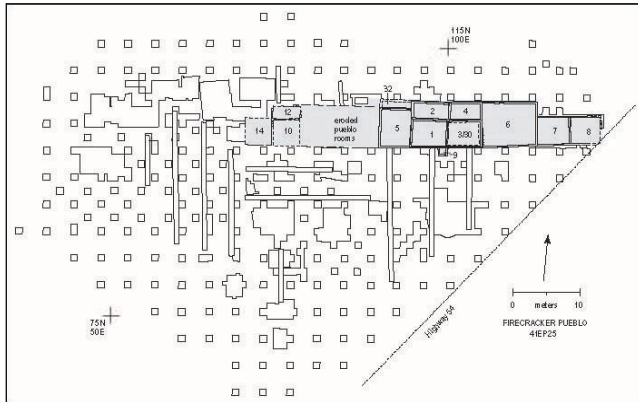 115N
100E
32
12
2
4
6
14
10
eroded
pueblo
rooms
5
1
3/30
7
8
9
75N
50E
Highway 54
0 meters 10
FIRECRACKER PUEBLO
41EP25